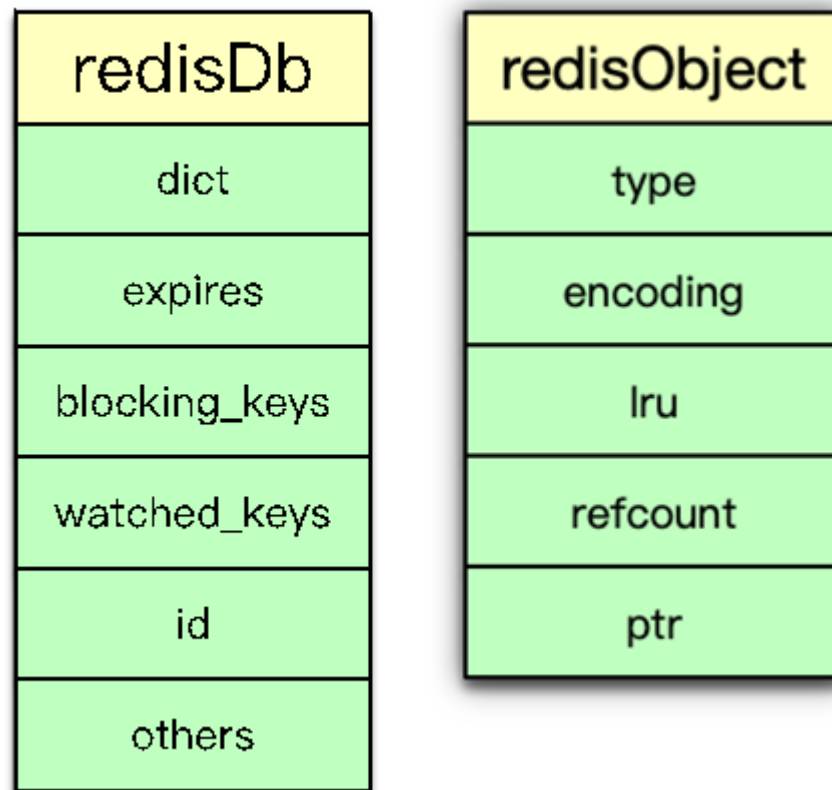 redisDb
dict
expires
blocking_keys
watched_keys
id
others
redisObject
type
encoding
lru
refcount
ptr